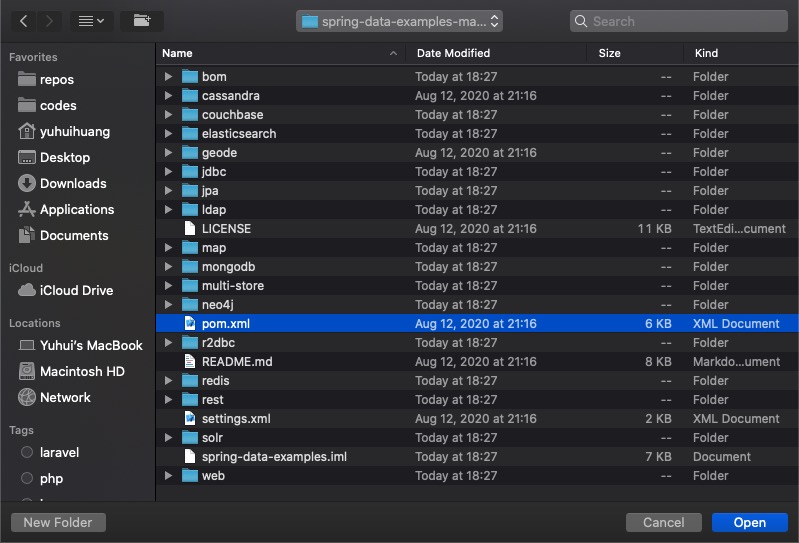 spring-data-examples-ma...
Search
Favorites
repos
codes
yuhuihuang
Desktop
Downloads
Applications
Documents
iCloud
iCloud Drive
Locations
Yuhui's MacBook
Macintosh HD
Network
Tags
laravel
php
Name Date Modified Size Kind
bom Today at 18:27 -- Folder
cassandra Aug 12, 2020 at 21:16 -- Folder
couchbase Today at 18:27 -- Folder
elasticsearch Today at 18:27 -- Folder
geode Aug 12, 2020 at 21:16 -- Folder
jdbc Today at 18:27 -- Folder
jpa Today at 18:27 -- Folder
ldap Today at 18:27 -- Folder
LICENSE Aug 12, 2020 at 21:16 11 KB TextEdi...cument
map Today at 18:27 -- Folder
mongodb Today at 18:27 -- Folder
multi-store Today at 18:27 -- Folder
neo4j Today at 18:27 -- Folder
pom.xml Aug 12, 2020 at 21:16 6 KB XML Document
r2dbc Today at 18:27 -- Folder
README.md Aug 12, 2020 at 21:16 8 KB Markdo...ument
redis Today at 18:27 -- Folder
rest Today at 18:27 -- Folder
settings.xml Aug 12, 2020 at 21:16 2 KB XML Document
solr Today at 18:27 -- Folder
spring-data-examples.iml Today at 18:27 7 KB Document
web Today at 18:27 -- Folder
New Folder
Cancel
Open